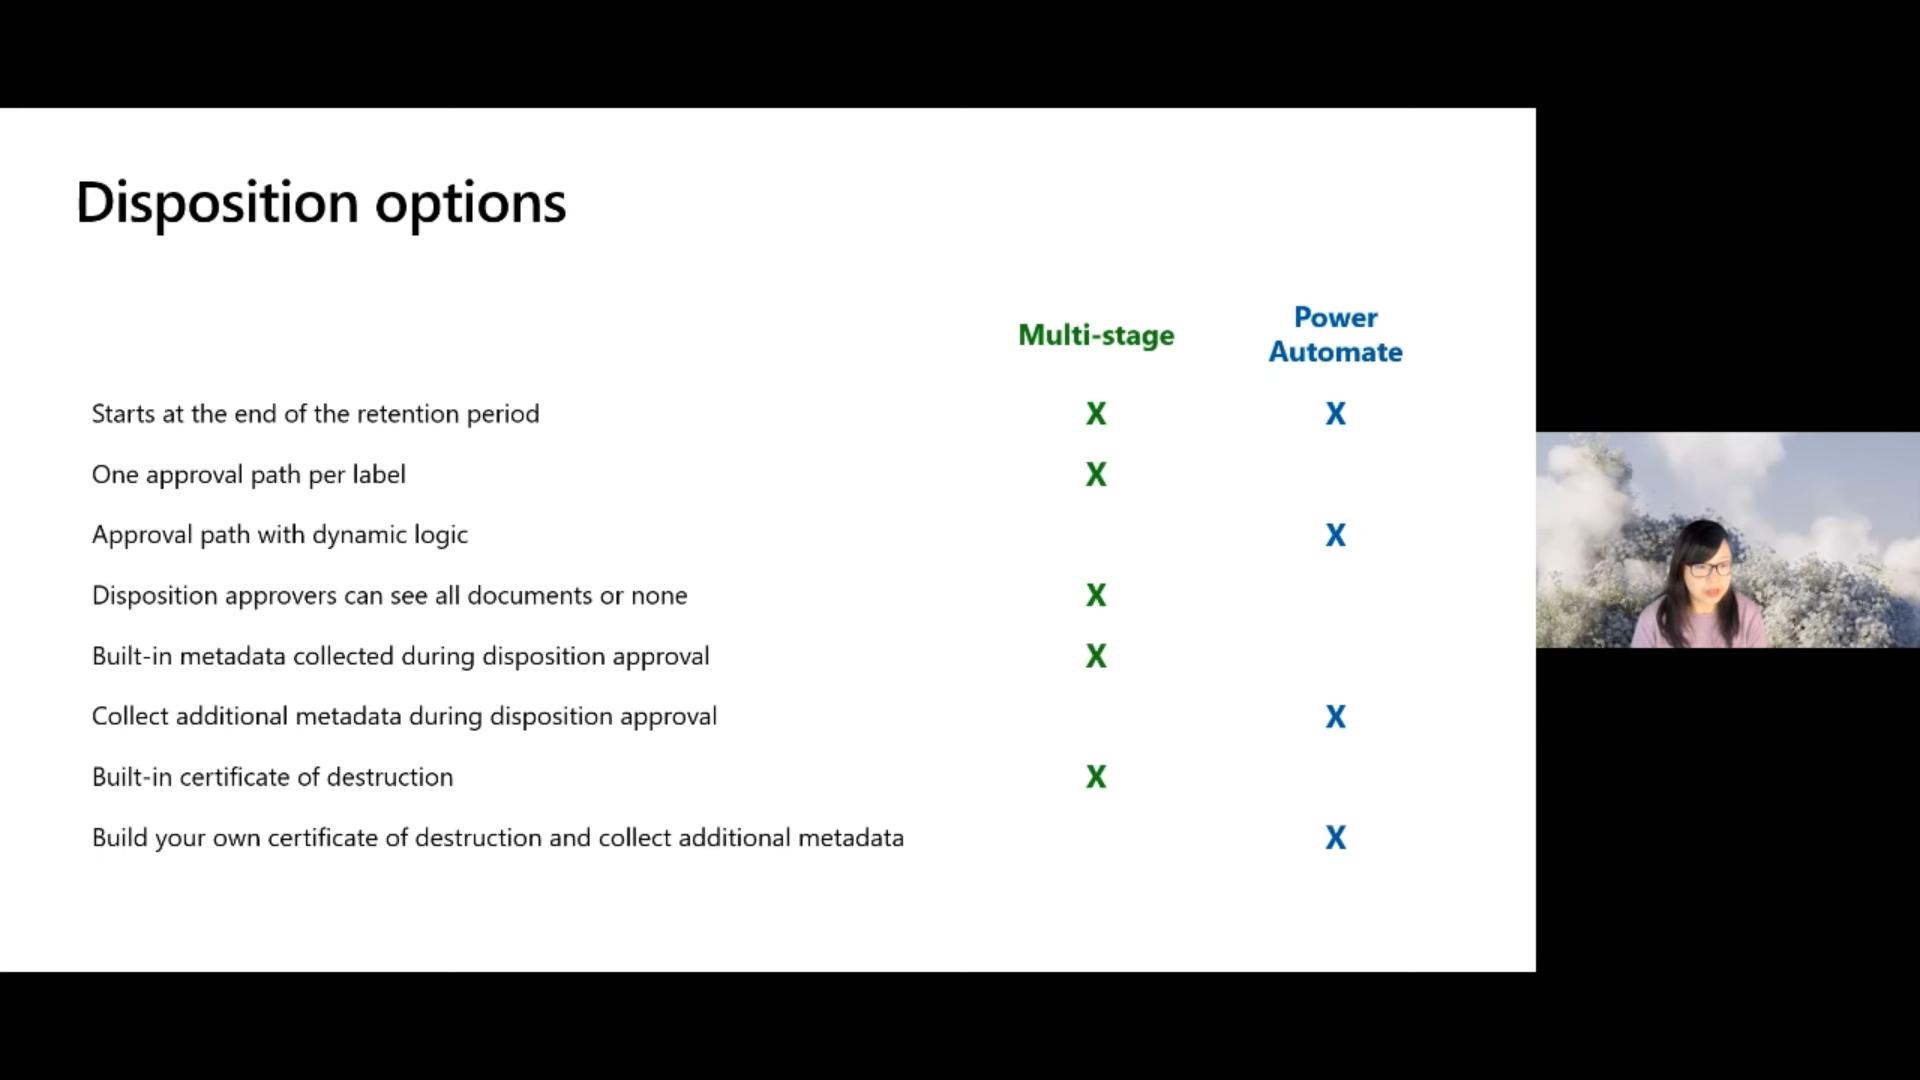 Disposition options
Multi-stage
Power
Automate
Starts at the end of the retention period X X
One approval path per label X
Approval path with dynamic logic X
Disposition approvers can see all documents or none X
Built-in metadata collected during disposition approval X
Collect additional metadata during disposition approval X
Built-in certificate of destruction X
Build your own certificate of destruction and collect additional metadata X